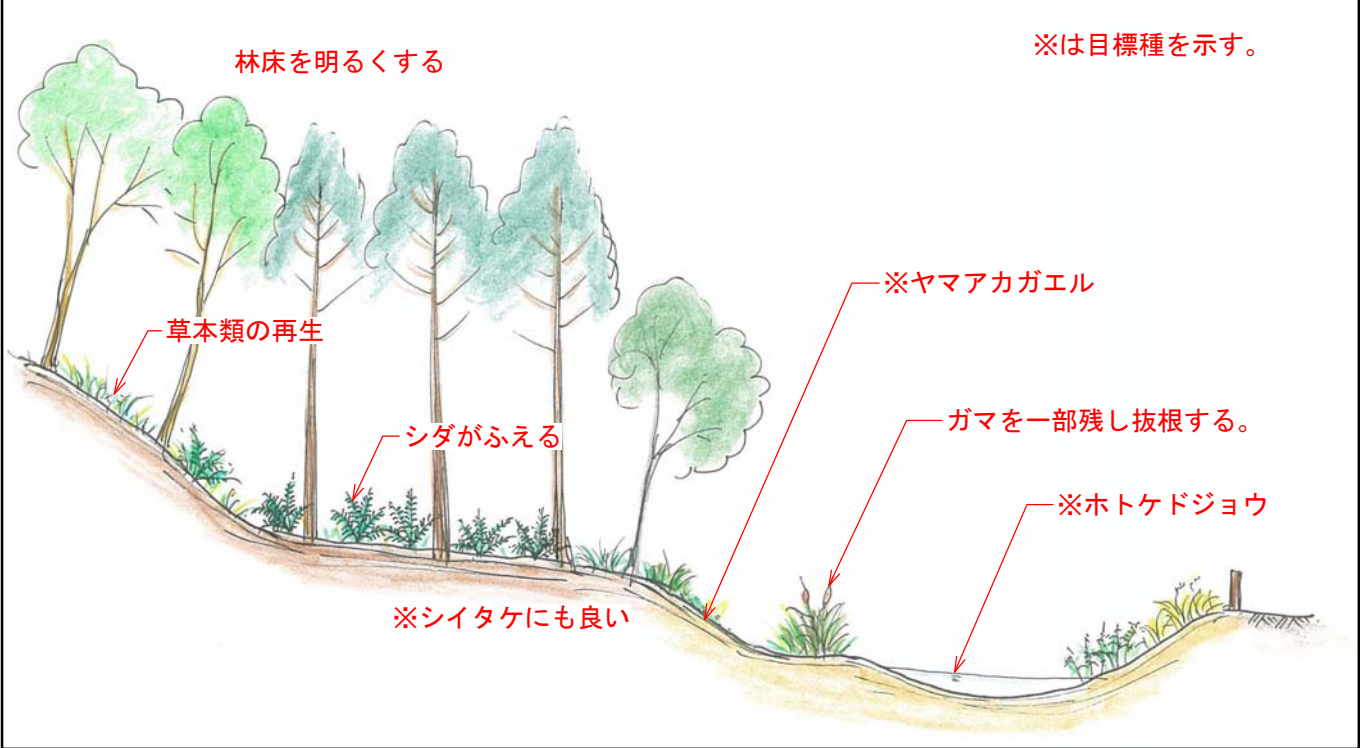 林床を明るくする
※は目標種を示す。
※ヤマアカガエル
草本類の再生
シダがふえる
ガマを一部残し抜根する。
※ホトケドジョウ
※シイタケにも良い